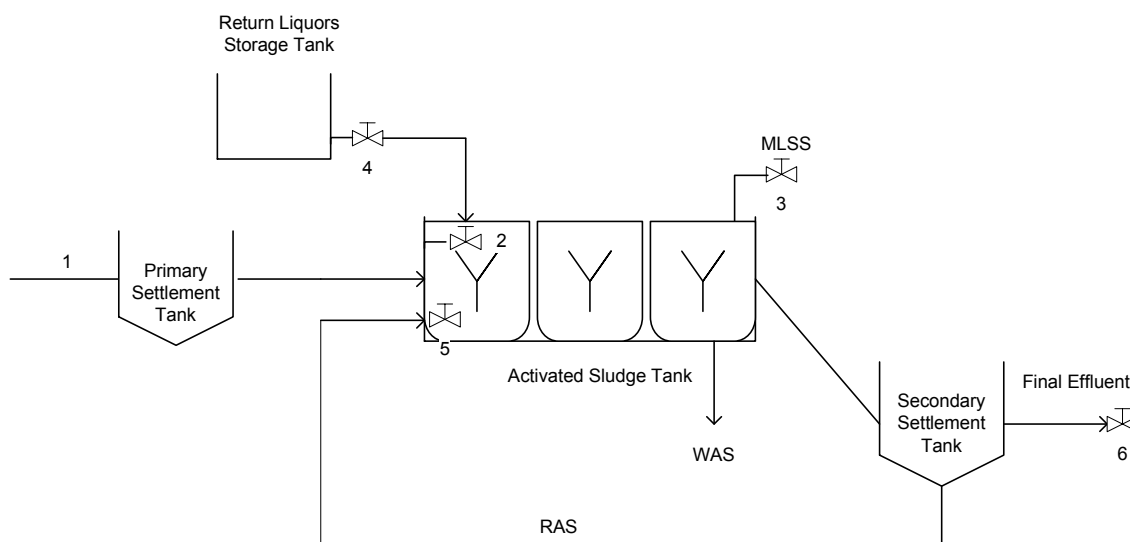 Return Liquors
Storage Tank
4
MLSS
3
2
1
Primary
Settlement
Tank
5
Activated Sludge Tank
Final Effluent
Secondary
Settlement
Tank
6
WAS
RAS